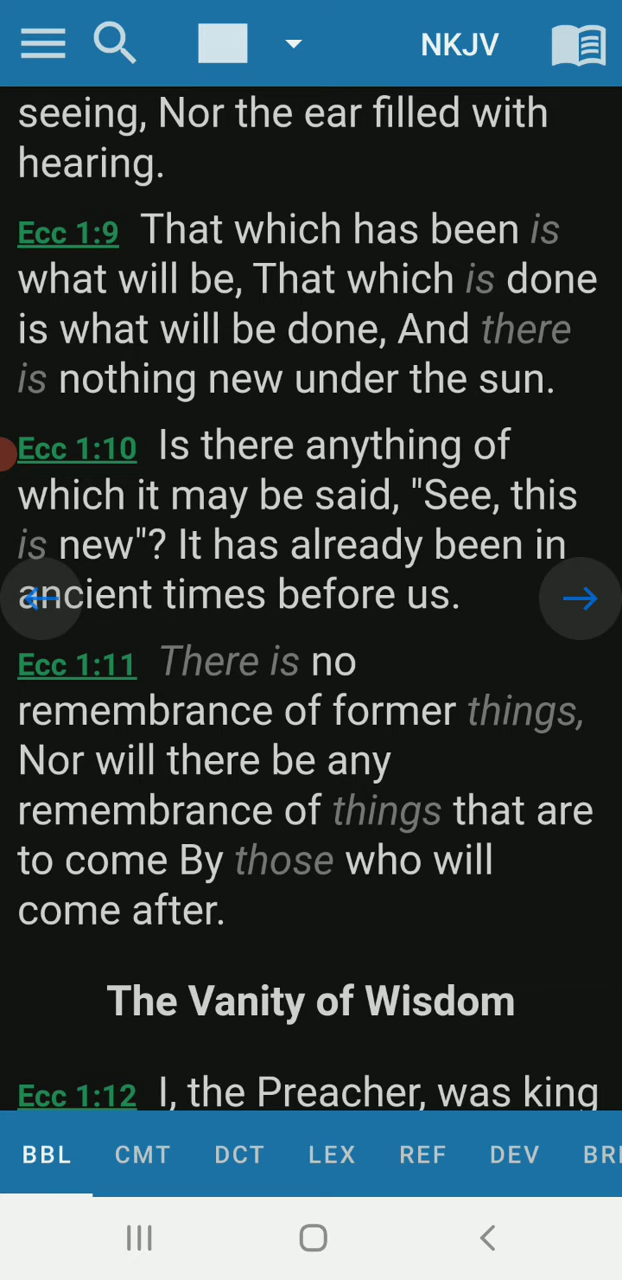 NKJV
seeing, Nor the ear filled with
hearing.
Ecc 1:9 That which has been is
what will be, That which is done
is what will be done, And there
is nothing new under the sun.
Ecc 1:10 Is there anything of
which it may be said, "See, this
is new"? It has already been in
ancient times before us.
Ecc 1:11 There is no
remembrance of former things,
Nor will there be any
remembrance of things that are
to come By those who will
come after.
The Vanity of Wisdom
Ecc 1:12 I, the Preacher, was king
BBL CMT DCT LEX REF DEV BRI